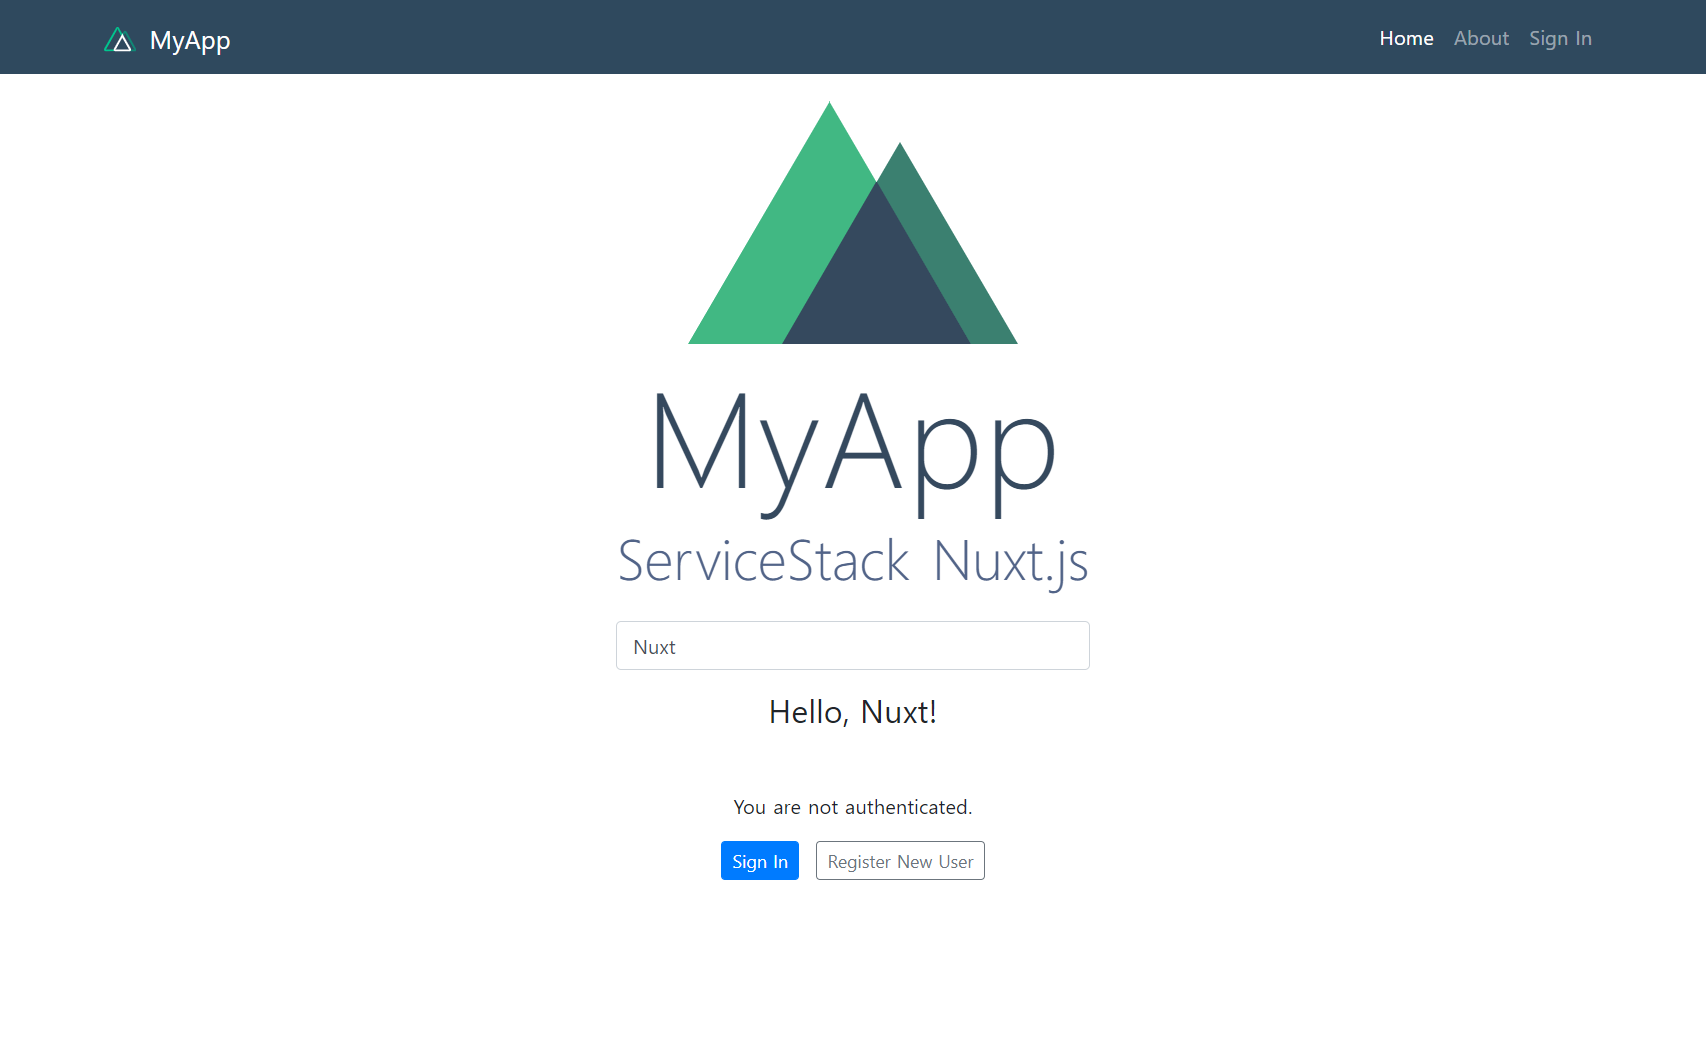 MyApp
Home About Sign In
MyApp
ServiceStack Nuxt.js
Nuxt
Hello, Nuxt!
You are not authenticated.
Sign In
Register New User